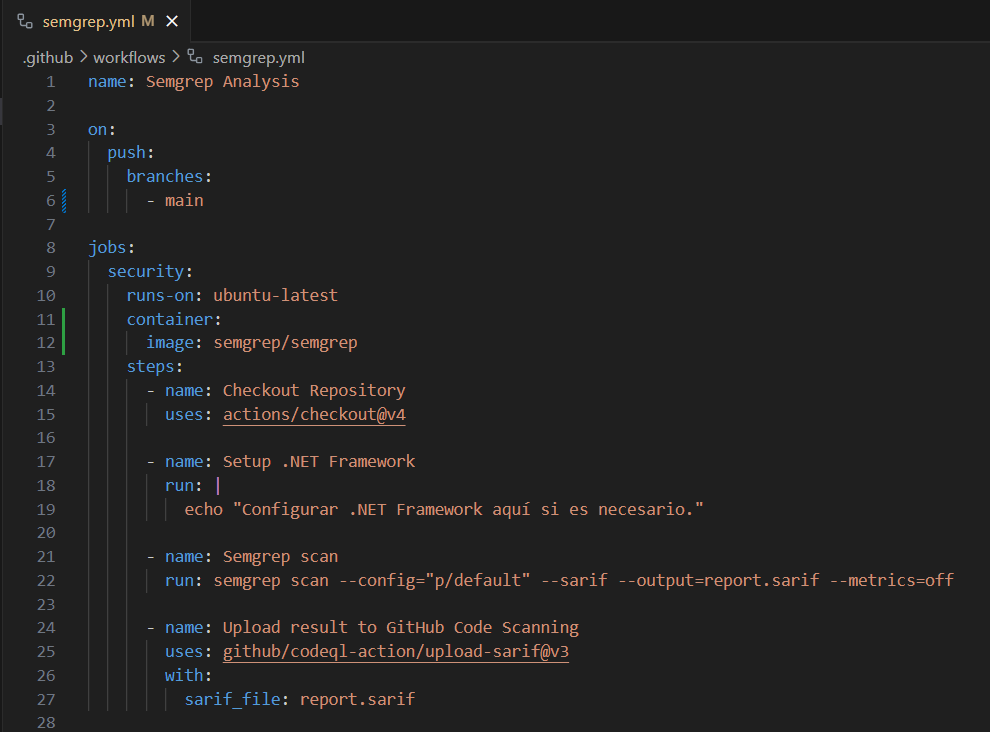 semgrep.yml M
.github > workflows > semgrep.yml
1 name: Semgrep Analysis
2
3 on:
4 push:
5 branches:
6 - main
7
8 jobs:
9 security:
10 runs-on: ubuntu-latest
11 container:
12 image: semgrep/semgrep
13 steps:
14 - name: Checkout Repository
15 uses: actions/checkout@v4
16
17 - name: Setup .NET Framework
18 run: |
19 echo "Configurar .NET Framework aquí si es necesario."
20
21 - name: Semgrep scan
22 run: semgrep scan --config="p/default" --sarif --output=report.sarif --metrics=off
23
24 - name: Upload result to GitHub Code Scanning
25 uses: github/codeql-action/upload-sarif@v3
26 with:
27 sarif_file: report.sarif
28